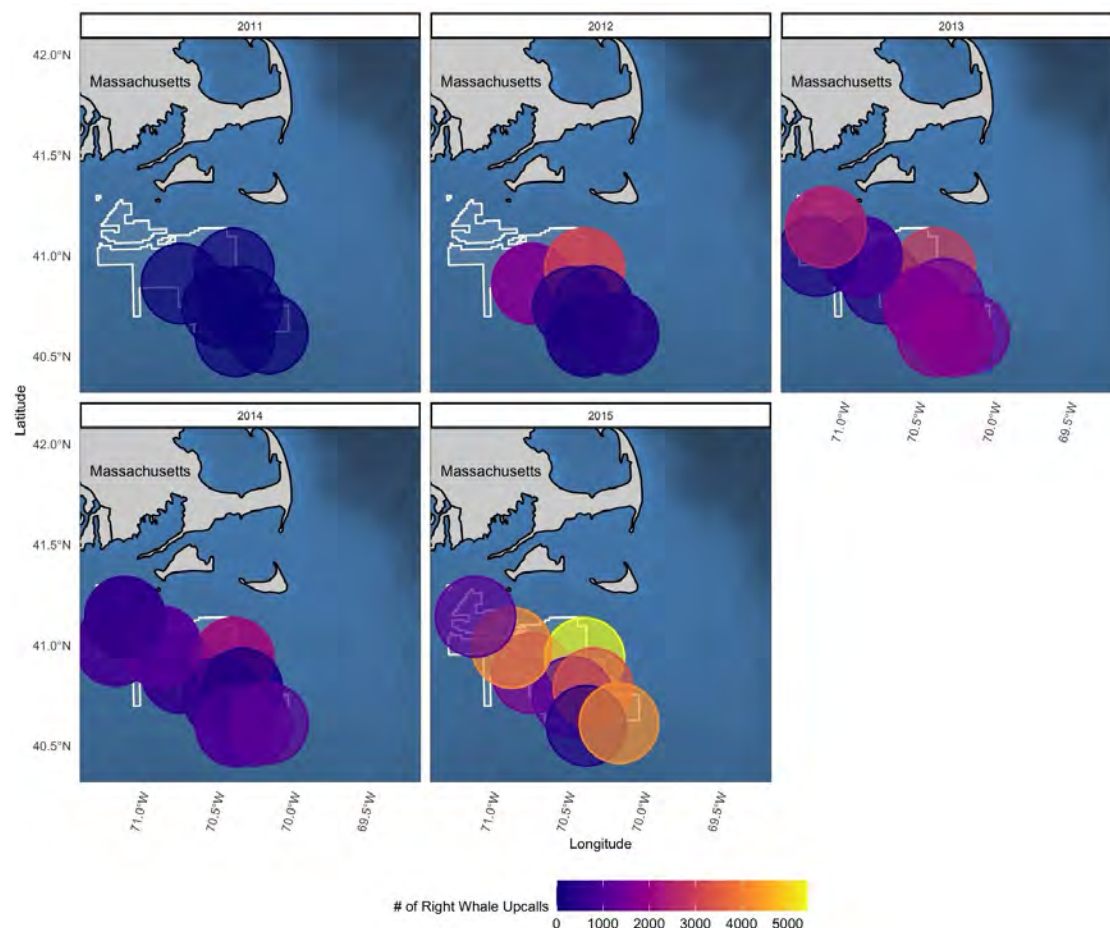 2011
2012
2013
42.0°N
41.5°N
41.0°N
40.5°N
Massachusetts
Massachusetts
Massachusetts
71.0°W
70.5°W
70.0°W
69.5°W
Latitude
2014
2015
42.0°N
41.5°N
41.0°N
40.5°N
Massachusetts
Massachusetts
71.0°W
70.5°W
70.0°W
69.5°W
71.0°W
70.5°W
70.0°W
69.5°W
Longitude
# of Right Whale Upcalls
0 1000 2000 3000 4000 5000